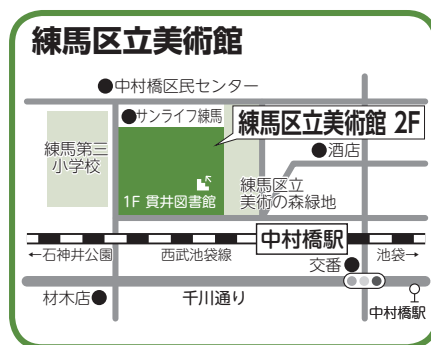 練馬区立美術館
中村橋区民センター
サンライフ練馬
練馬区立美術館 2F
酒店
練馬第三
小学校
1F 貫井図書館
練馬区立
美術の森緑地
中村橋駅
←石神井公園
西武池袋線
交番
池袋→
材木店
千川通り
中村橋駅